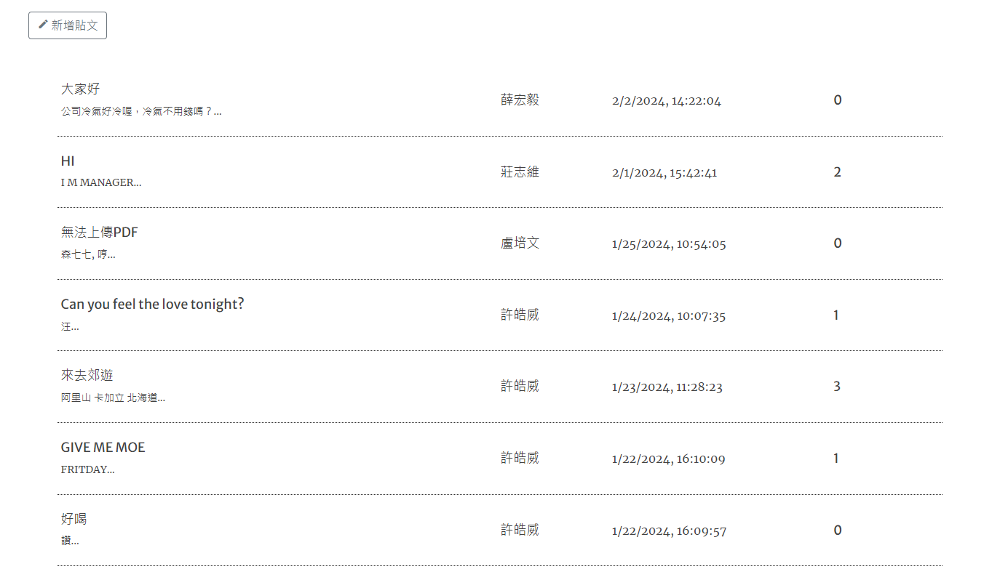 新增貼文
大家好
公司冷氣好冷喔，冷氣不用錢嗎？...
薛宏毅
2/2/2024, 14:22:04
0
HI
I M MANAGER...
莊志維
2/1/2024, 15:42:41
2
無法上傳PDF
森七七, 哼...
盧培文
1/25/2024, 10:54:05
0
Can you feel the love tonight?
汪...
許皓威
1/24/2024, 10:07:35
1
來去郊遊
阿里山 卡加立 北海道...
許皓威
1/23/2024, 11:28:23
3
GIVE ME MOE
FRITDAY...
許皓威
1/22/2024, 16:10:09
1
好喝
讚...
許皓威
1/22/2024, 16:09:57
0